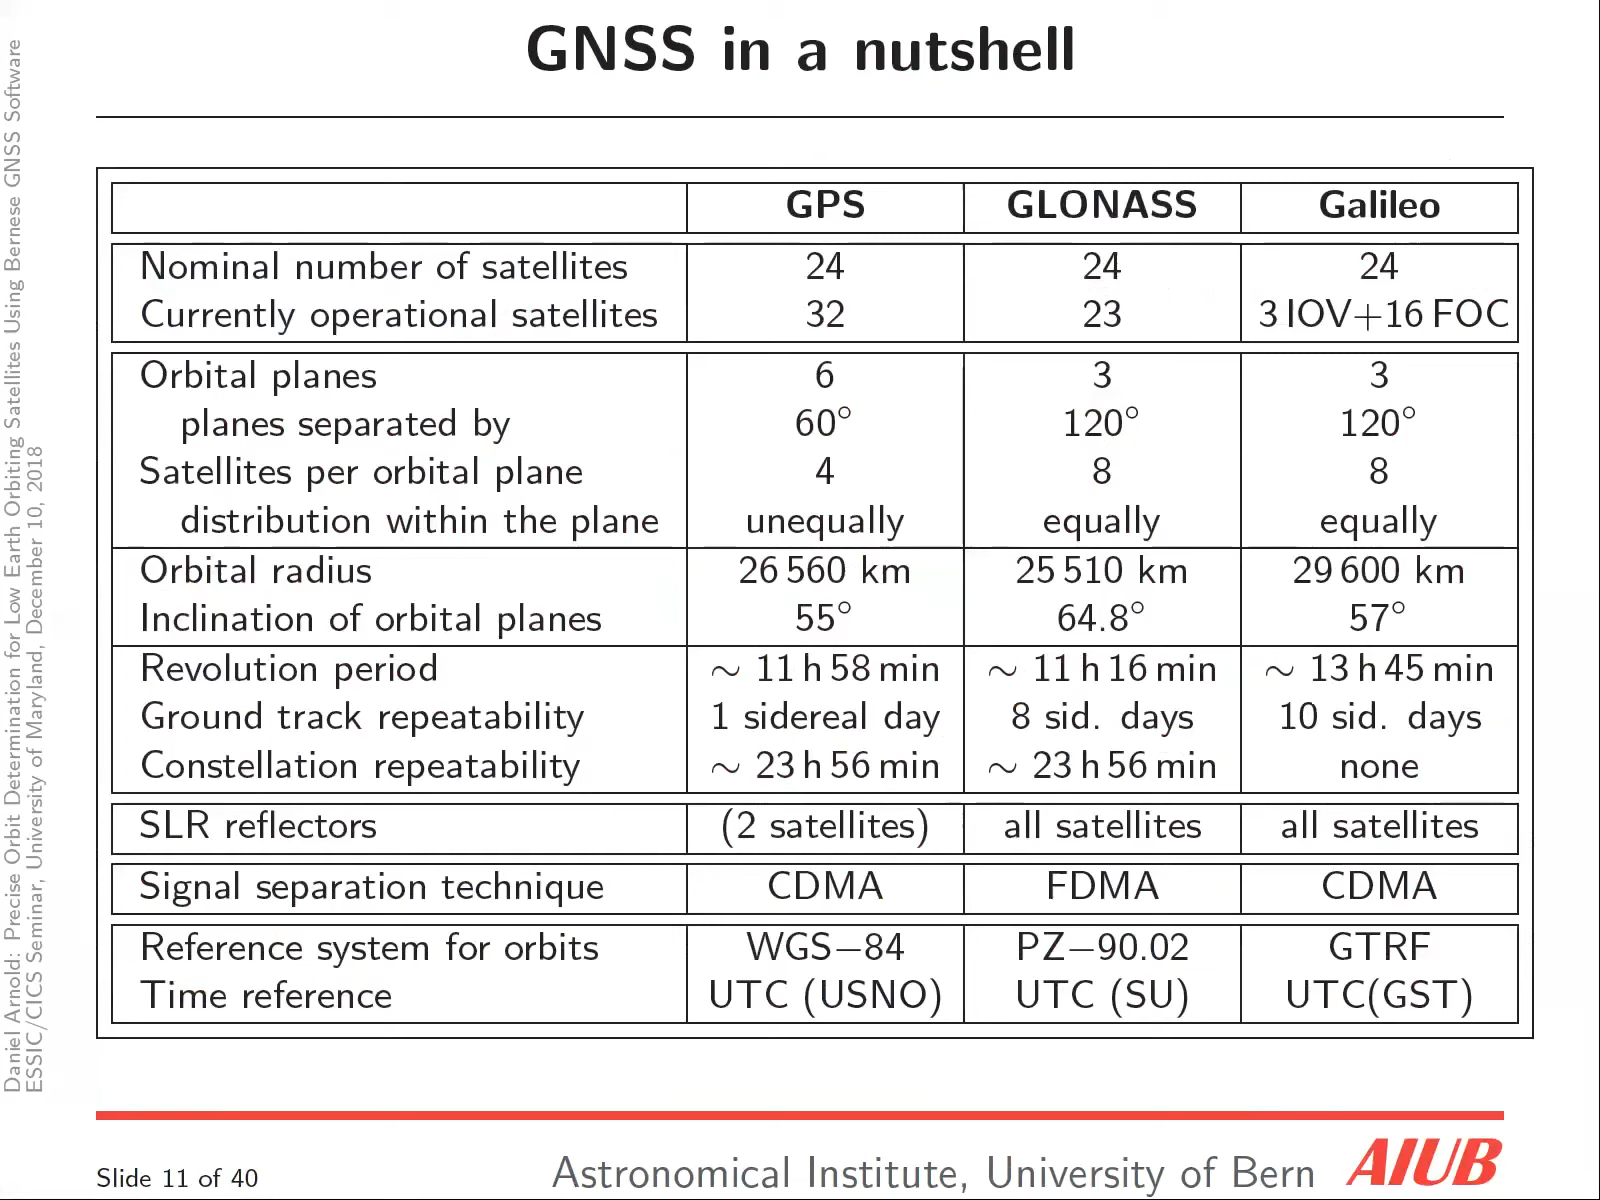 GNSS in a nutshell
Daniel Arnold: Precise Orbit Determination for Low Earth Orbiting Satellites Using Bernese GNSS Software
ESSIC/CICS Seminar, University of Maryland, December 10, 2018
GPS GLONASS Galileo
Nominal number of satellites 24 24 24
Currently operational satellites 32 23 3 IOV+16 FOC
Orbital planes 6 3 3
planes separated by 60° 120° 120°
Satellites per orbital plane 4 8 8
distribution within the plane unequally equally equally
Orbital radius 26 560 km 25 510 km 29 600 km
Inclination of orbital planes 55° 64.8° 57°
Revolution period ∼ 11 h 58 min ∼ 11 h 16 min ∼ 13 h 45 min
Ground track repeatability 1 sidereal day 8 sid. days 10 sid. days
Constellation repeatability ∼ 23 h 56 min ∼ 23 h 56 min none
SLR reflectors (2 satellites) all satellites all satellites
Signal separation technique CDMA FDMA CDMA
Reference system for orbits WGS−84 PZ−90.02 GTRF
Time reference UTC (USNO) UTC (SU) UTC(GST)
Slide 11 of 40 Astronomical Institute, University of Bern AIUB